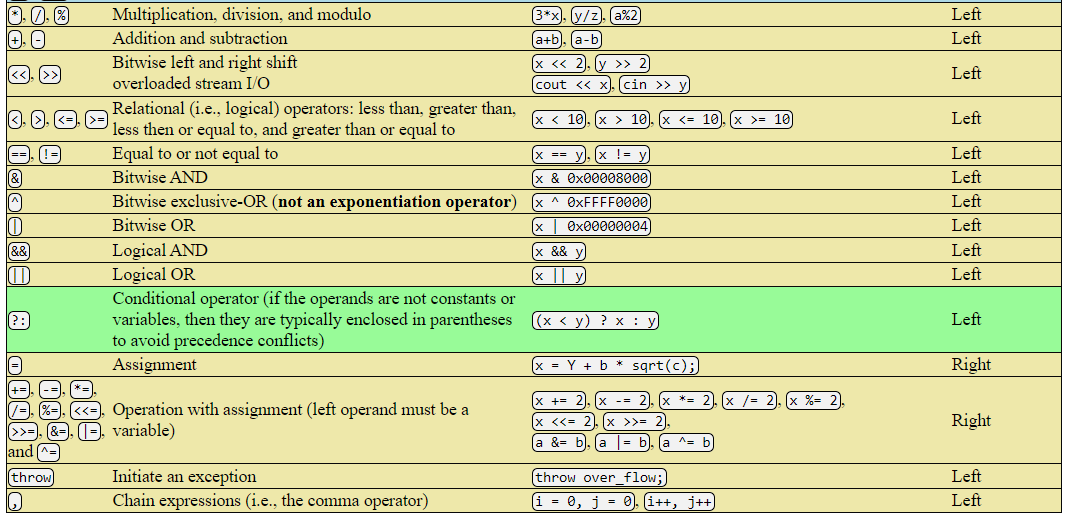 *, /, % Multiplication, division, and modulo 3*x, y/z, a%2 Left
+, - Addition and subtraction a+b, a-b Left
<<, >> Bitwise left and right shift x << 2, y >> 2 Left
overloaded stream I/O cout << x, cin >> y
<, >, <=, >= Relational (i.e., logical) operators: less than, greater than, x < 10, x > 10, x <= 10, x >= 10 Left
less then or equal to, and greater than or equal to
==, != Equal to or not equal to x == y, x != y Left
& Bitwise AND x & 0x00008000 Left
^ Bitwise exclusive-OR (not an exponentiation operator) x ^ 0xFFFF0000 Left
| Bitwise OR x | 0x00000004 Left
&& Logical AND x && y Left
|| Logical OR x || y Left
Conditional operator (if the operands are not constants or
?: variables, then they are typically enclosed in parentheses (x < y) ? x : y Left
to avoid precedence conflicts)
= Assignment x = Y + b * sqrt(c); Right
+=, -=, *=,
/=, %=, <<=, Operation with assignment (left operand must be a x += 2, x -= 2, x *= 2, x /= 2, x %= 2,
>>=, &=, |=, variable) x <<= 2, x >>= 2, Right
and ^= a &= b, a |= b, a ^= b
throw Initiate an exception throw over_flow; Left
, Chain expressions (i.e., the comma operator) i = 0, j = 0, i++, j++ Left